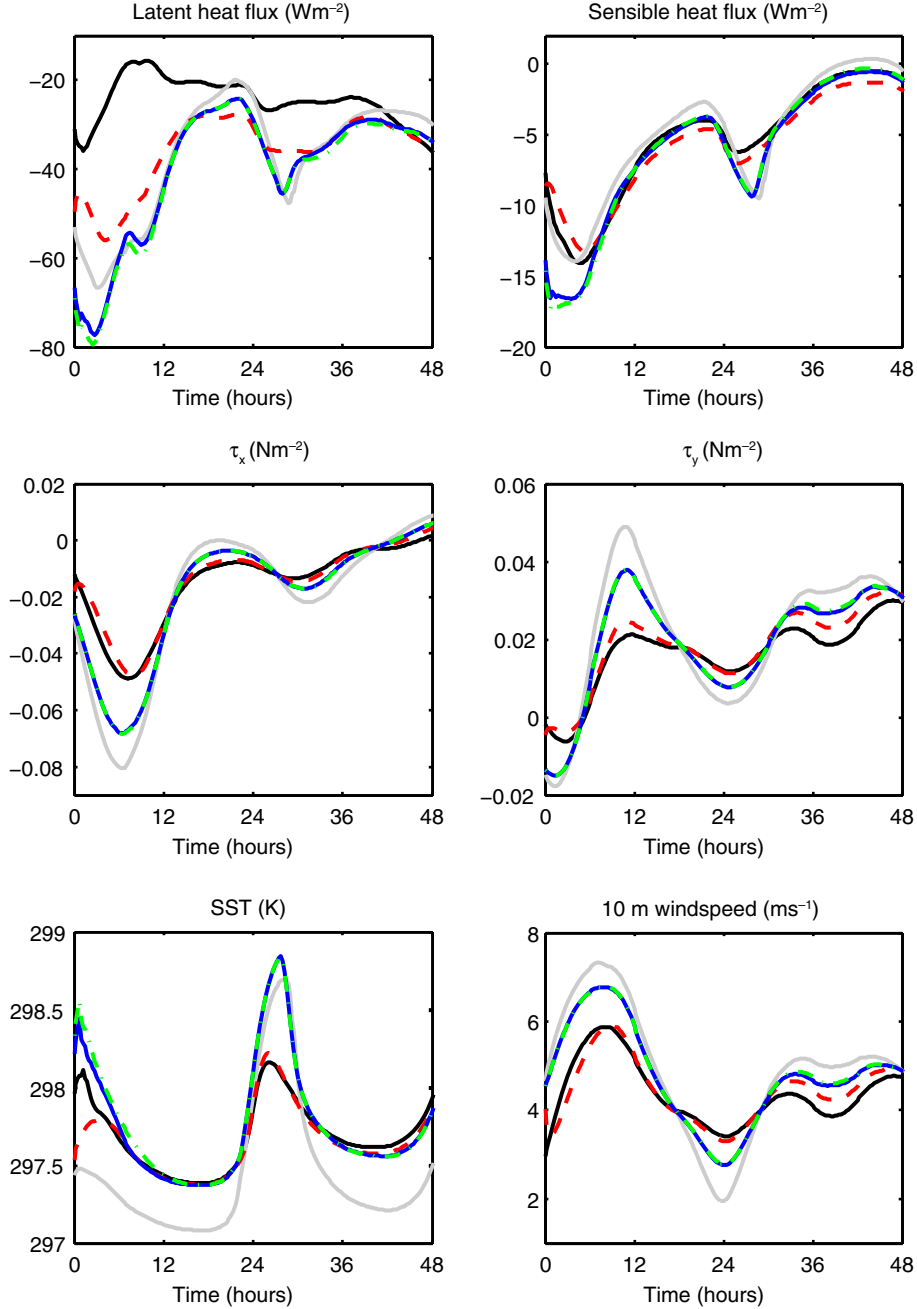 Latent heat flux (Wm⁻²)
−20
−40
−60
−80
0 12 24 36 48
Time (hours)
Sensible heat flux (Wm⁻²)
0
−5
−10
−15
−20
0 12 24 36 48
Time (hours)
τx (Nm⁻²)
0.02
0
−0.02
−0.04
−0.06
−0.08
0 12 24 36 48
Time (hours)
τy (Nm⁻²)
0.06
0.04
0.02
0
−0.02
0 12 24 36 48
Time (hours)
SST (K)
299
298.5
298
297.5
297
0 12 24 36 48
Time (hours)
10 m windspeed (ms⁻¹)
8
6
4
2
0 12 24 36 48
Time (hours)